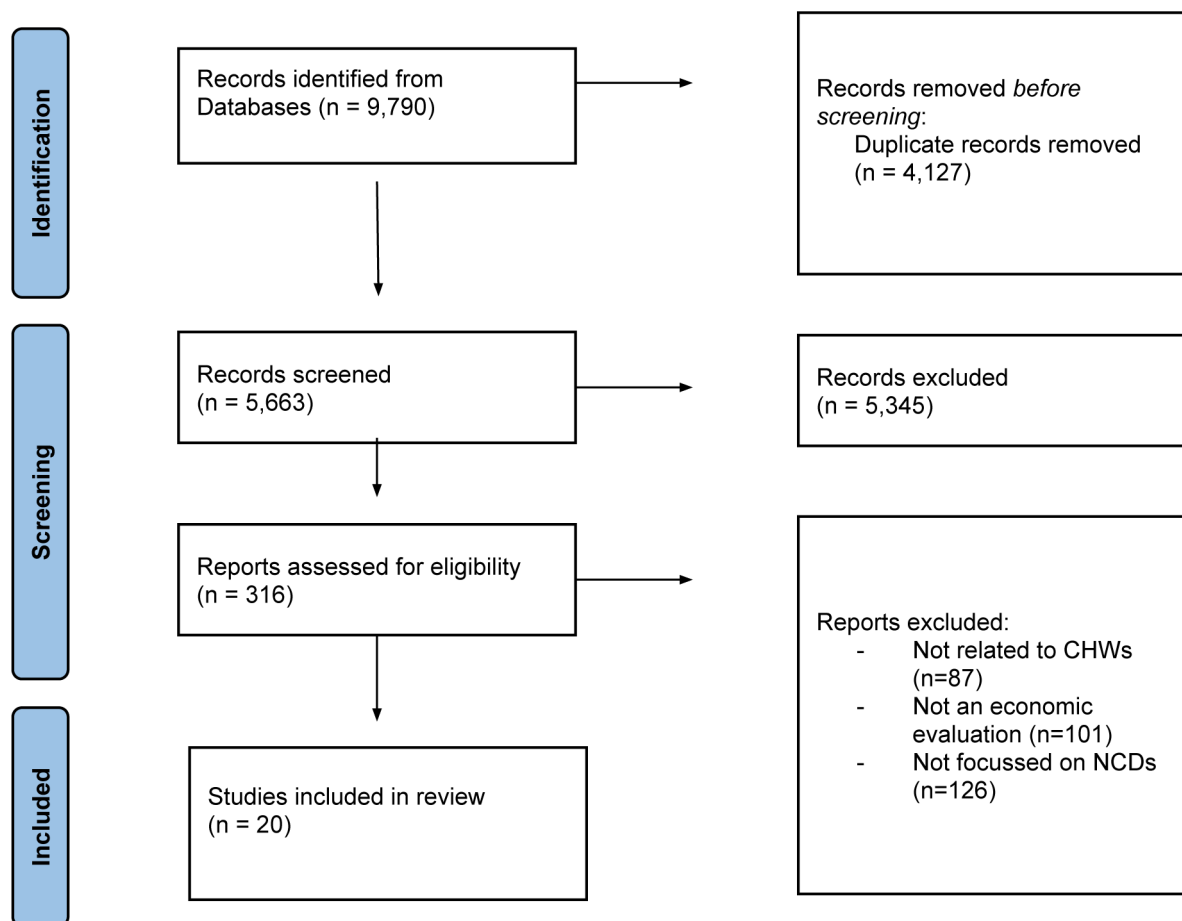 Identification
Records identified from
Databases (n = 9,790)
Records removed before
screening:
Duplicate records removed
(n = 4,127)
Screening
Records screened
(n = 5,663)
Records excluded
(n = 5,345)
Reports assessed for eligibility
(n = 316)
Reports excluded:
- Not related to CHWs
(n=87)
- Not an economic
evaluation (n=101)
- Not focussed on NCDs
(n=126)
Included
Studies included in review
(n = 20)